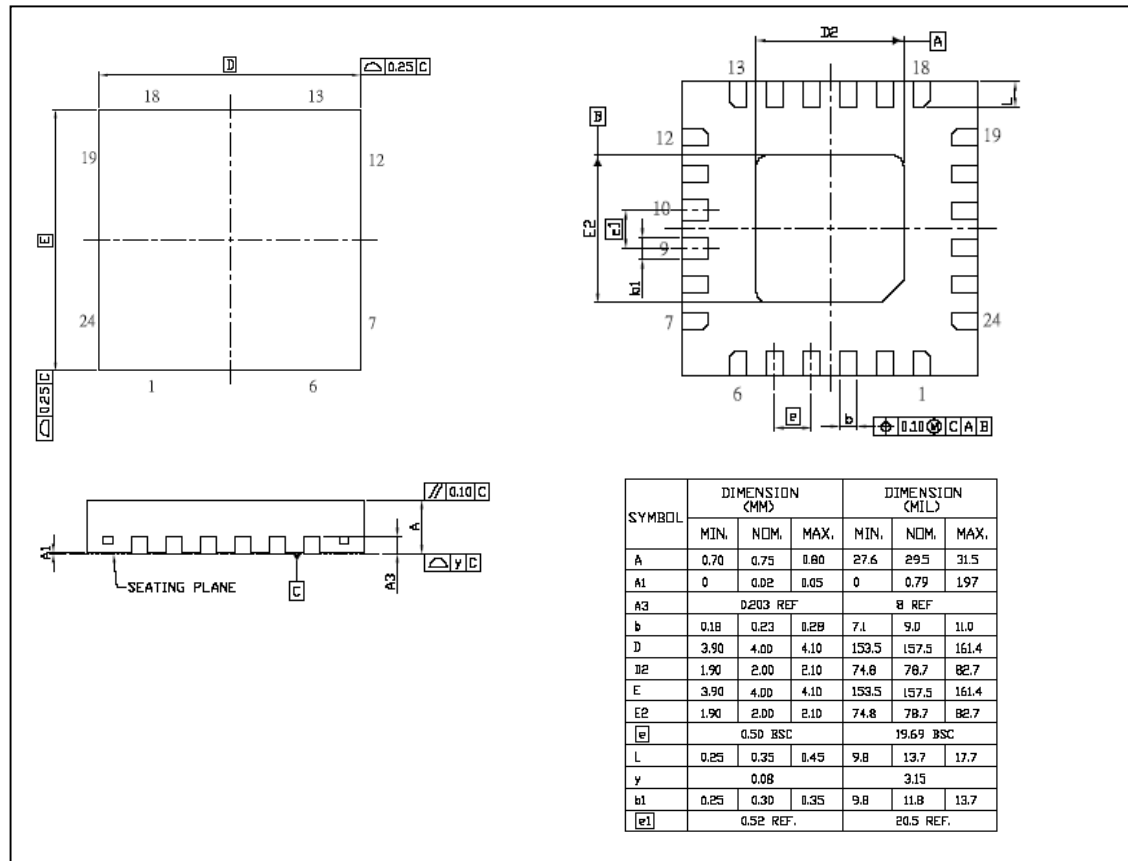 D
⌓ 0.25 C
18 13
19
12
E
24
7
1 6
⌓ 0.25 C
D2
A
13 18
L
B
12
19
10
E2
e1
9
b1
7
24
6 1
e
b
⌖ 0.10 Ⓜ C A B
// 0.10 C
A
A1
A3
⌓ y C
SEATING PLANE
C
SYMBOL DIMENSION (MM) DIMENSION (MIL)
MIN. NOM. MAX. MIN. NOM. MAX.
A 0.70 0.75 0.80 27.6 29.5 31.5
A1 0 0.02 0.05 0 0.79 197
A3 0.203 REF 8 REF
b 0.18 0.23 0.28 7.1 9.0 11.0
D 3.90 4.00 4.10 153.5 157.5 161.4
D2 1.90 2.00 2.10 74.8 78.7 82.7
E 3.90 4.00 4.10 153.5 157.5 161.4
E2 1.90 2.00 2.10 74.8 78.7 82.7
e 0.50 BSC 19.69 BSC
L 0.25 0.35 0.45 9.8 13.7 17.7
y 0.08 3.15
b1 0.25 0.30 0.35 9.8 11.8 13.7
e1 0.52 REF. 20.5 REF.